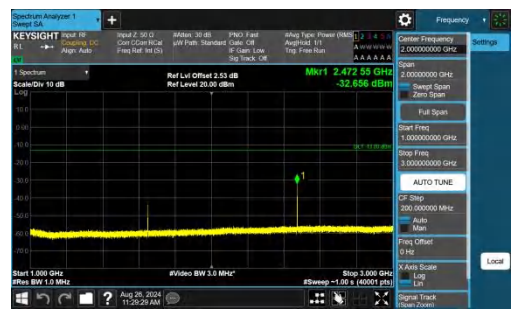 Spectrum Analyzer 1
Swept SA
Frequency
KEYSIGHT
Input: RF
Coupling: DC
Align: Auto
Input Z: 50 Ω
Corr CCorr RCal
Freq Ref: Int (S)
#Atten: 30 dB
µW Path: Standard
PNO: Fast
Gate: Off
IF Gain: Low
Sig Track: Off
#Avg Type: Power (RMS)
Avg|Hold: 1/1
Trig: Free Run
1 2 3 4 5 6
A W W W W W
A A A A A A
1 Spectrum
Scale/Div 10 dB
Log
Ref Lvl Offset 2.53 dB
Ref Level 20.00 dBm
Mkr1 2.472 55 GHz
-32.656 dBm
10.0
0.00
-10.0
-20.0
-30.0
-40.0
-50.0
-60.0
-70.0
1
Start 1.000 GHz
#Res BW 1.0 MHz
#Video BW 3.0 MHz*
Stop 3.000 GHz
#Sweep ~1.00 s (40001 pts)
Aug 26, 2024
11:29:29 AM
Center Frequency
2.000000000 GHz
Span
2.00000000 GHz
Swept Span
Zero Span
Full Span
Start Freq
1.000000000 GHz
Stop Freq
3.000000000 GHz
AUTO TUNE
CF Step
200.000000 MHz
Auto
Man
Freq Offset
0 Hz
X Axis Scale
Log
Lin
Signal Track
(Span Zoom)
Settings
Local